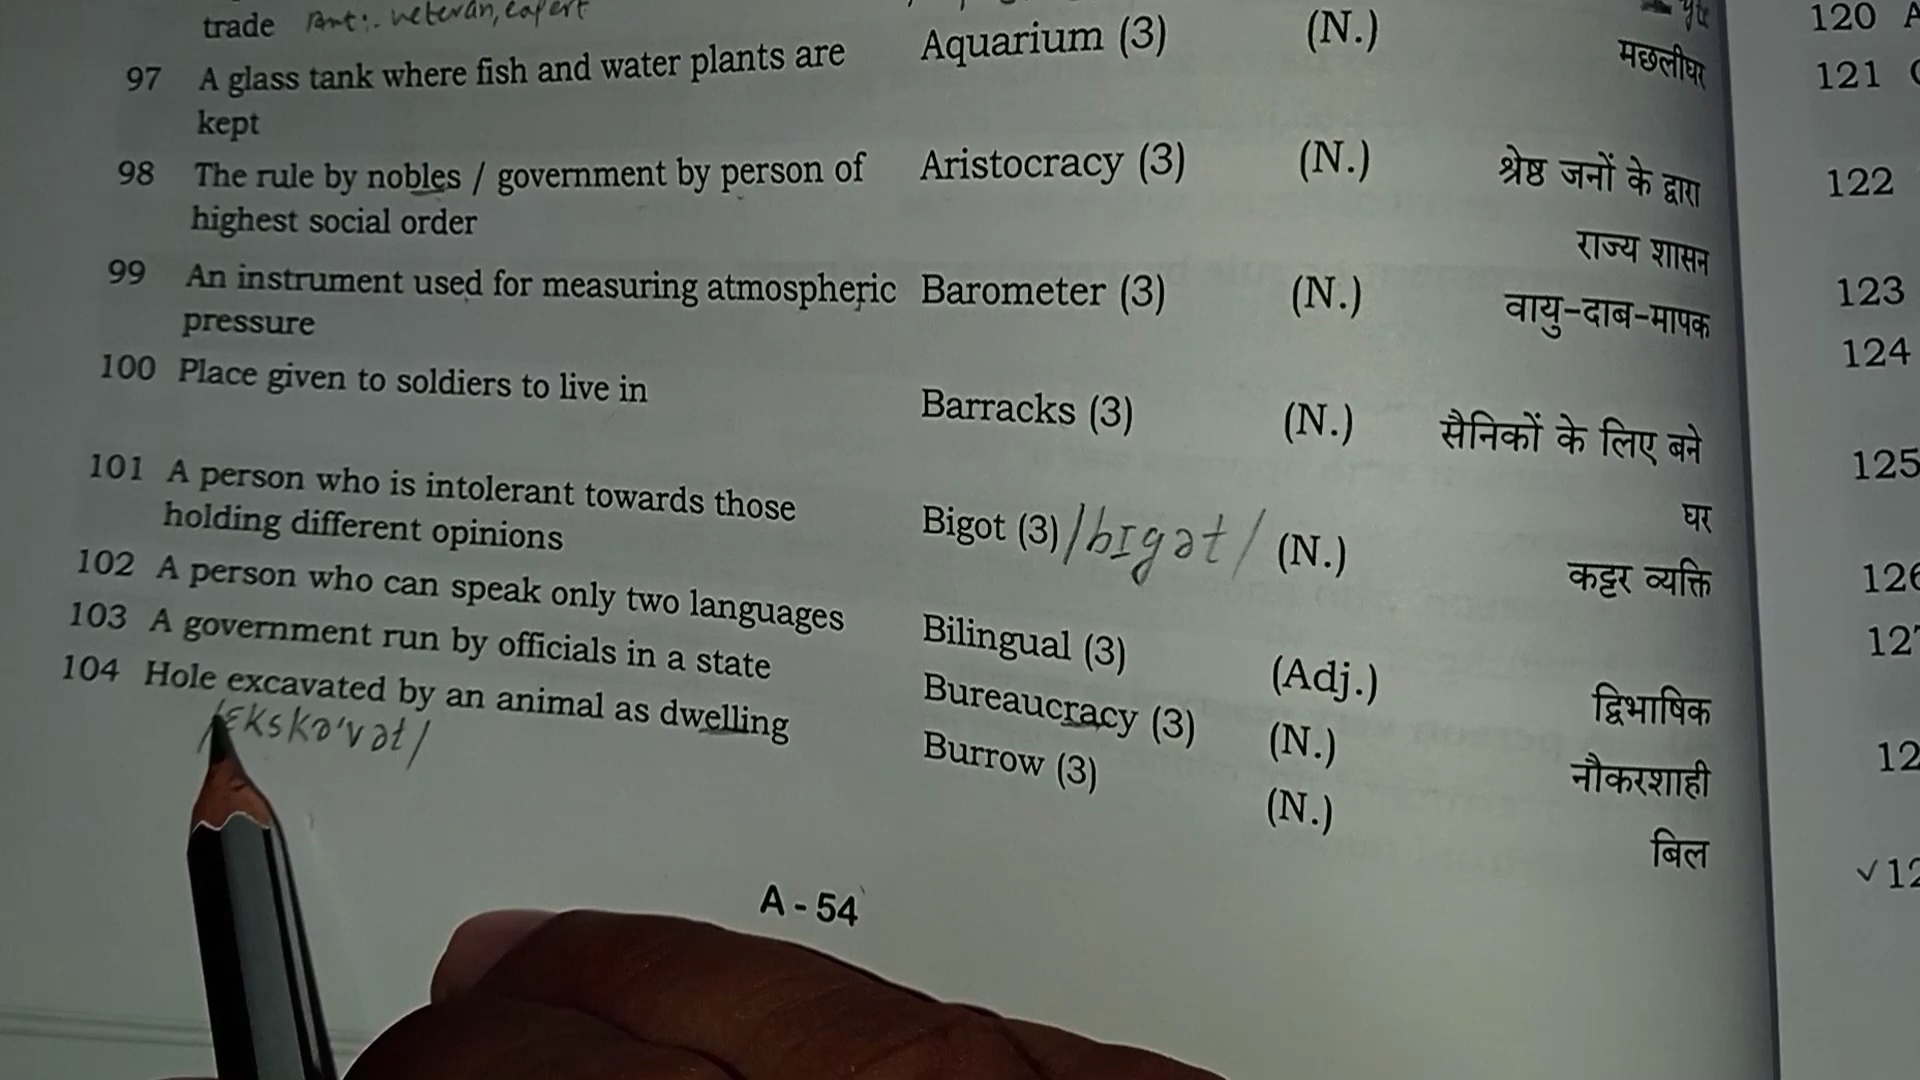 trade Ant:- veteran, expert
97 A glass tank where fish and water plants are Aquarium (3) (N.) मछलीघर
kept
98 The rule by nobles / government by person of Aristocracy (3) (N.) श्रेष्ठ जनों के द्वारा
highest social order राज्य शासन
99 An instrument used for measuring atmospheric Barometer (3) (N.) वायु-दाब-मापक
pressure
100 Place given to soldiers to live in Barracks (3) (N.) सैनिकों के लिए बने
घर
101 A person who is intolerant towards those Bigot (3) /bɪgət/ (N.) कट्टर व्यक्ति
holding different opinions
102 A person who can speak only two languages Bilingual (3) (Adj.) द्विभाषिक
103 A government run by officials in a state Bureaucracy (3) (N.) नौकरशाही
104 Hole excavated by an animal as dwelling Burrow (3) (N.) बिल
/ɛkskə'vət/
A - 54
120 A
121
122
123
124
125